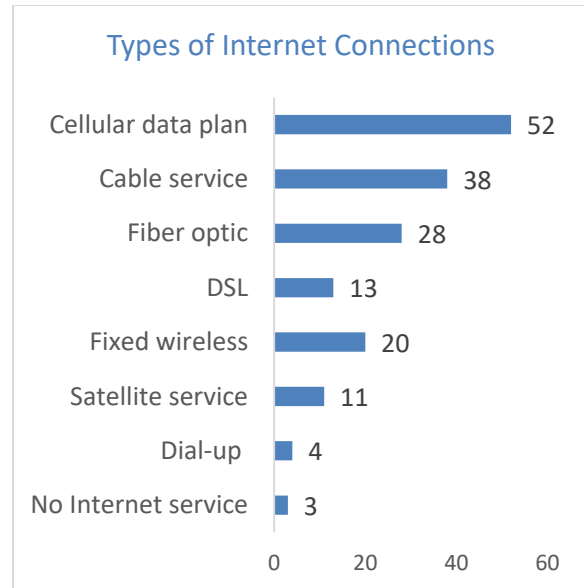 Types of Internet Connections
Cellular data plan 52
Cable service 38
Fiber optic 28
DSL 13
Fixed wireless 20
Satellite service 11
Dial-up 4
No Internet service 3
0 20 40 60